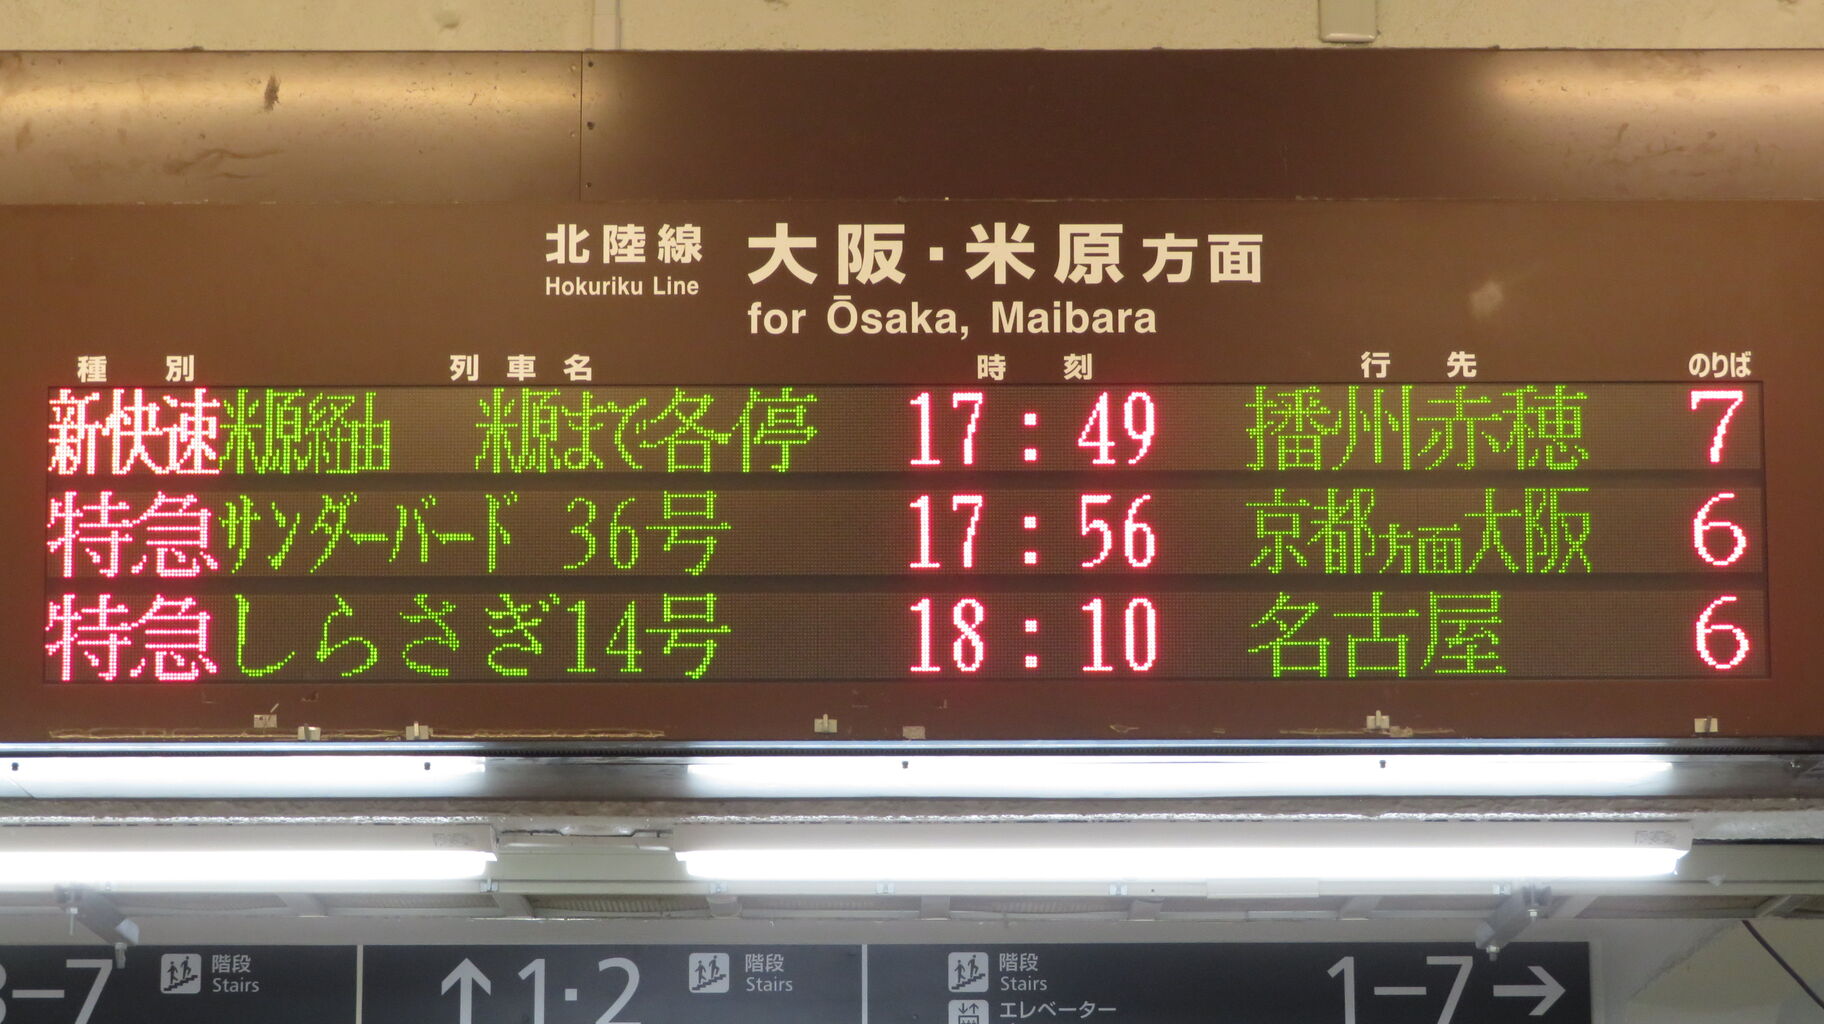 北陸線 大阪・米原方面
Hokuriku Line for Ōsaka, Maibara
種別 列車名 時刻 行先 のりば
新快速 米原経由 米原まで各停 17:49 播州赤穂 7
特急 サンダーバード 36号 17:56 京都方面大阪 6
特急 しらさぎ14号 18:10 名古屋 6
3−7 階段 ↑1・2 階段 階段 1−7→
Stairs Stairs Stairs
エレベーター